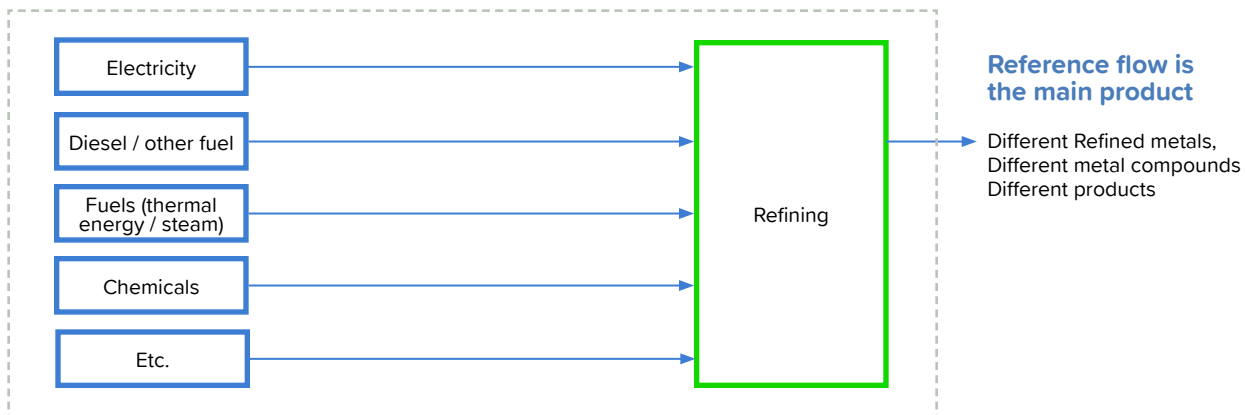 Electricity
Diesel / other fuel
Fuels (thermal
energy / steam)
Chemicals
Etc.
Refining
Reference flow is
the main product
Different Refined metals,
Different metal compounds
Different products